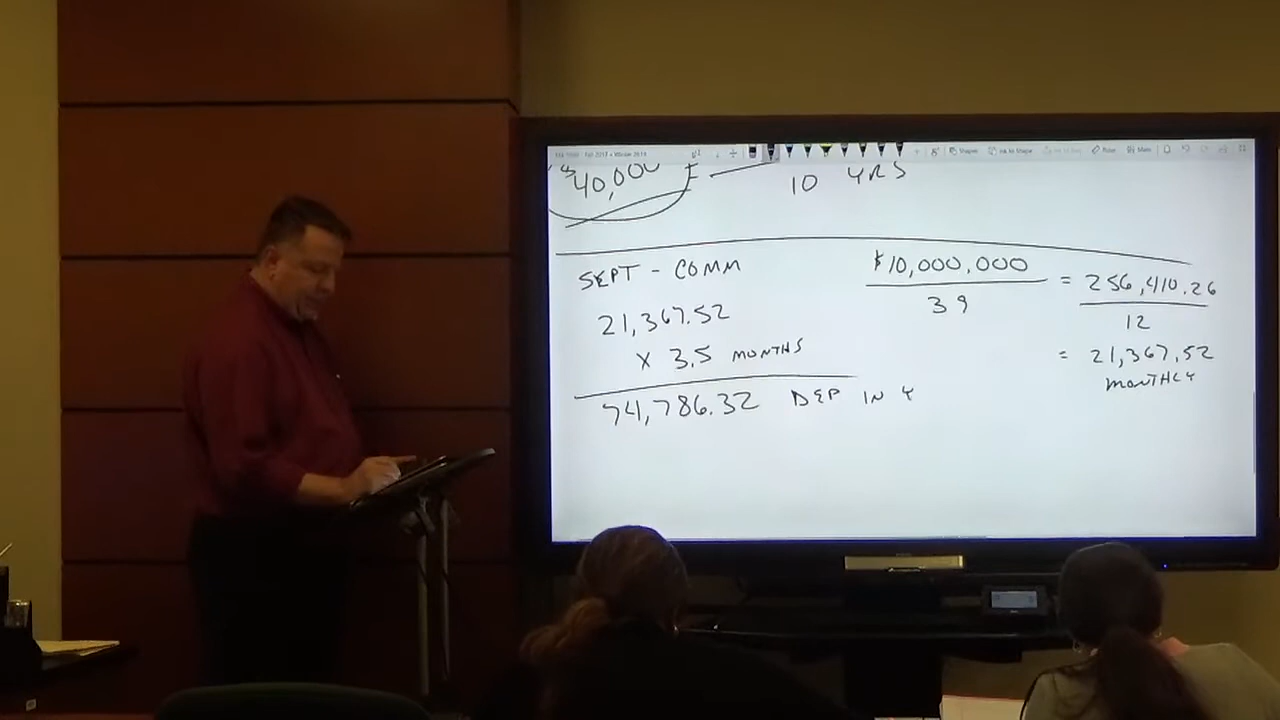 $40,000
10 YRS
SEPT - COMM
21,367.52
X 3.5 MONTHS
74,786.32 DEP IN Y
$10,000,000
39
= 256,410.26
12
= 21,367.52
MONTHLY